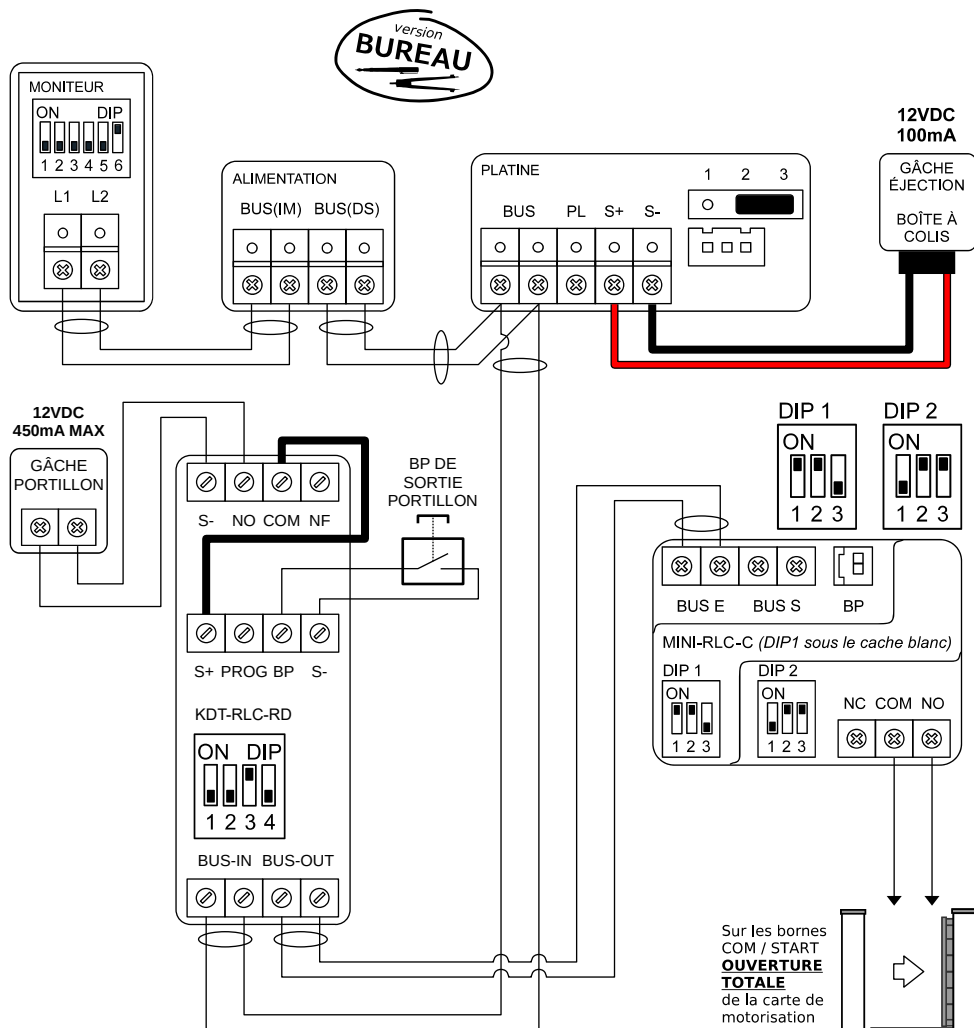 version
BUREAU
MONITEUR
ON DIP
1 2 3 4 5 6
L1 L2
ALIMENTATION
BUS(IM) BUS(DS)
PLATINE
1 2 3
BUS PL S+ S-
12VDC
100mA
GÂCHE
ÉJECTION
BOÎTE À
COLIS
12VDC
450mA MAX
GÂCHE
PORTILLON
S- NO COM NF
BP DE
SORTIE
PORTILLON
S+ PROG BP S-
KDT-RLC-RD
ON DIP
1 2 3 4
BUS-IN BUS-OUT
DIP 1
ON
1 2 3
DIP 2
ON
1 2 3
BUS E BUS S BP
MINI-RLC-C (DIP1 sous le cache blanc)
DIP 1
ON
1 2 3
DIP 2
ON
1 2 3
NC COM NO
Sur les bornes
COM / START
OUVERTURE
TOTALE
de la carte de
motorisation